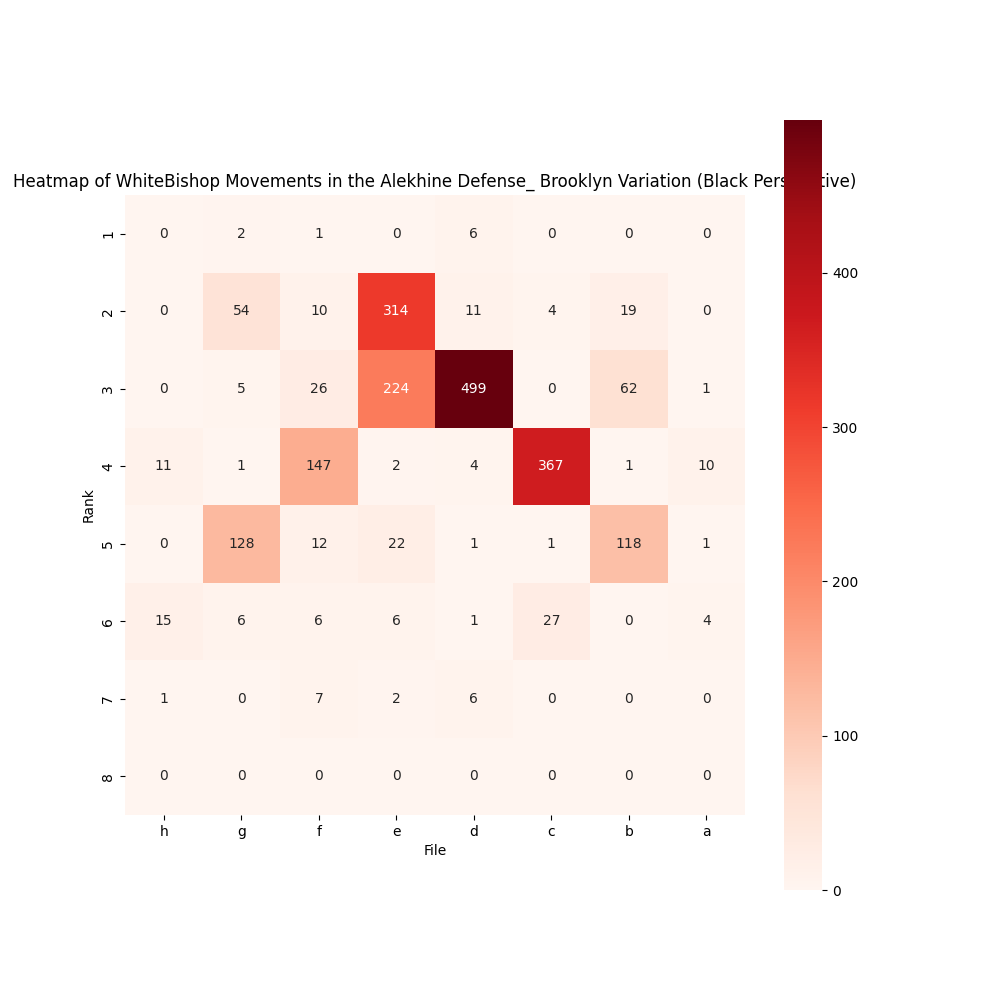 Heatmap of WhiteBishop Movements in the Alekhine Defense_ Brooklyn Variation (Black Pers tive)
1 0 2 1 0 6 0 0 0
2 0 54 10 314 11 4 19 0
3 0 5 26 224 499 0 62 1
4 11 1 147 2 4 367 1 10
5 0 128 12 22 1 1 118 1
6 15 6 6 6 1 27 0 4
7 1 0 7 2 6 0 0 0
8 0 0 0 0 0 0 0 0
h g f e d c b a
File
Rank
400
300
200
100
0